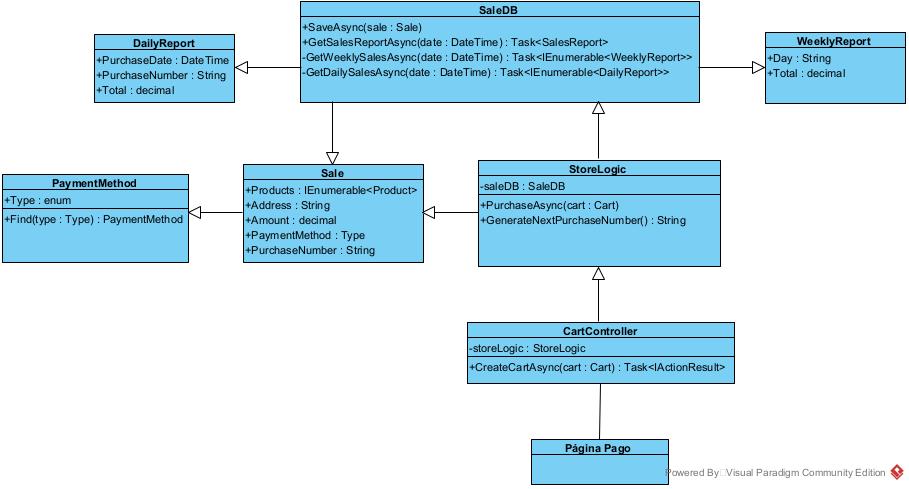 SaleDB
+SaveAsync(sale : Sale)
+GetSalesReportAsync(date : DateTime) : Task<SalesReport>
-GetWeeklySalesAsync(date : DateTime) : Task<IEnumerable<WeeklyReport>>
-GetDailySalesAsync(date : DateTime) : Task<IEnumerable<DailyReport>>
DailyReport
+PurchaseDate : DateTime
+PurchaseNumber : String
+Total : decimal
WeeklyReport
+Day : String
+Total : decimal
PaymentMethod
+Type : enum
+Find(type : Type) : PaymentMethod
Sale
+Products : IEnumerable<Product>
+Address : String
+Amount : decimal
+PaymentMethod : Type
+PurchaseNumber : String
StoreLogic
-saleDB : SaleDB
+PurchaseAsync(cart : Cart)
+GenerateNextPurchaseNumber() : String
CartController
-storeLogic : StoreLogic
+CreateCartAsync(cart : Cart) : Task<IActionResult>
Página Pago
Powered By Visual Paradigm Community Edition